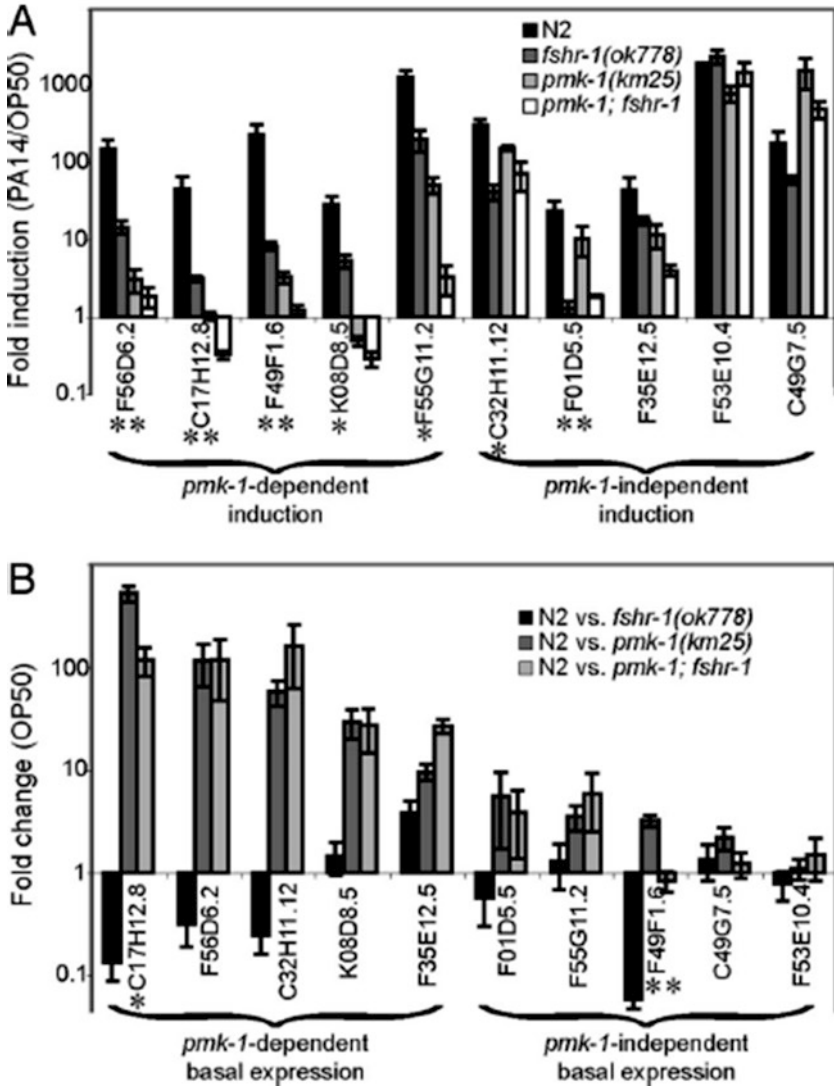 A
N2
fshr-1(ok778)
pmk-1(km25)
pmk-1; fshr-1
Fold induction (PA14/OP50)
1000
100
10
1
0.1
*F56D6.2*
*C17H12.8*
*F49F1.6*
*K08D8.5
*F55G11.2
*C32H11.12
*F01D5.5*
F35E12.5
F53E10.4
C49G7.5
pmk-1-dependent
induction
pmk-1-independent
induction
B
N2 vs. fshr-1(ok778)
N2 vs. pmk-1(km25)
N2 vs. pmk-1; fshr-1
Fold change (OP50)
100
10
1
0.1
*C17H12.8
F56D6.2
C32H11.12
K08D8.5
F35E12.5
F01D5.5
F55G11.2
*F49F1.6*
C49G7.5
F53E10.4
pmk-1-dependent
basal expression
pmk-1-independent
basal expression